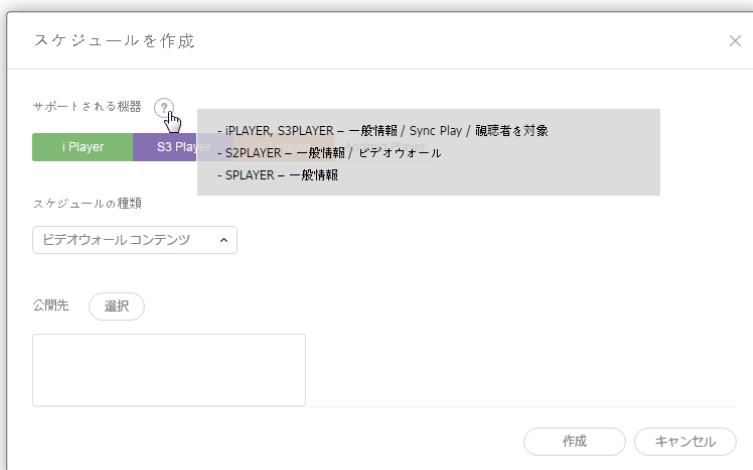 スケジュールを作成
サポートされる機器 ?
- iPLAYER, S3PLAYER – 一般情報 / Sync Play / 視聴者を対象
i Player S3 Player
- S2PLAYER – 一般情報 / ビデオウォール
- SPLAYER – 一般情報
スケジュールの種類
ビデオウォール コンテンツ
公開先 選択
作成 キャンセル